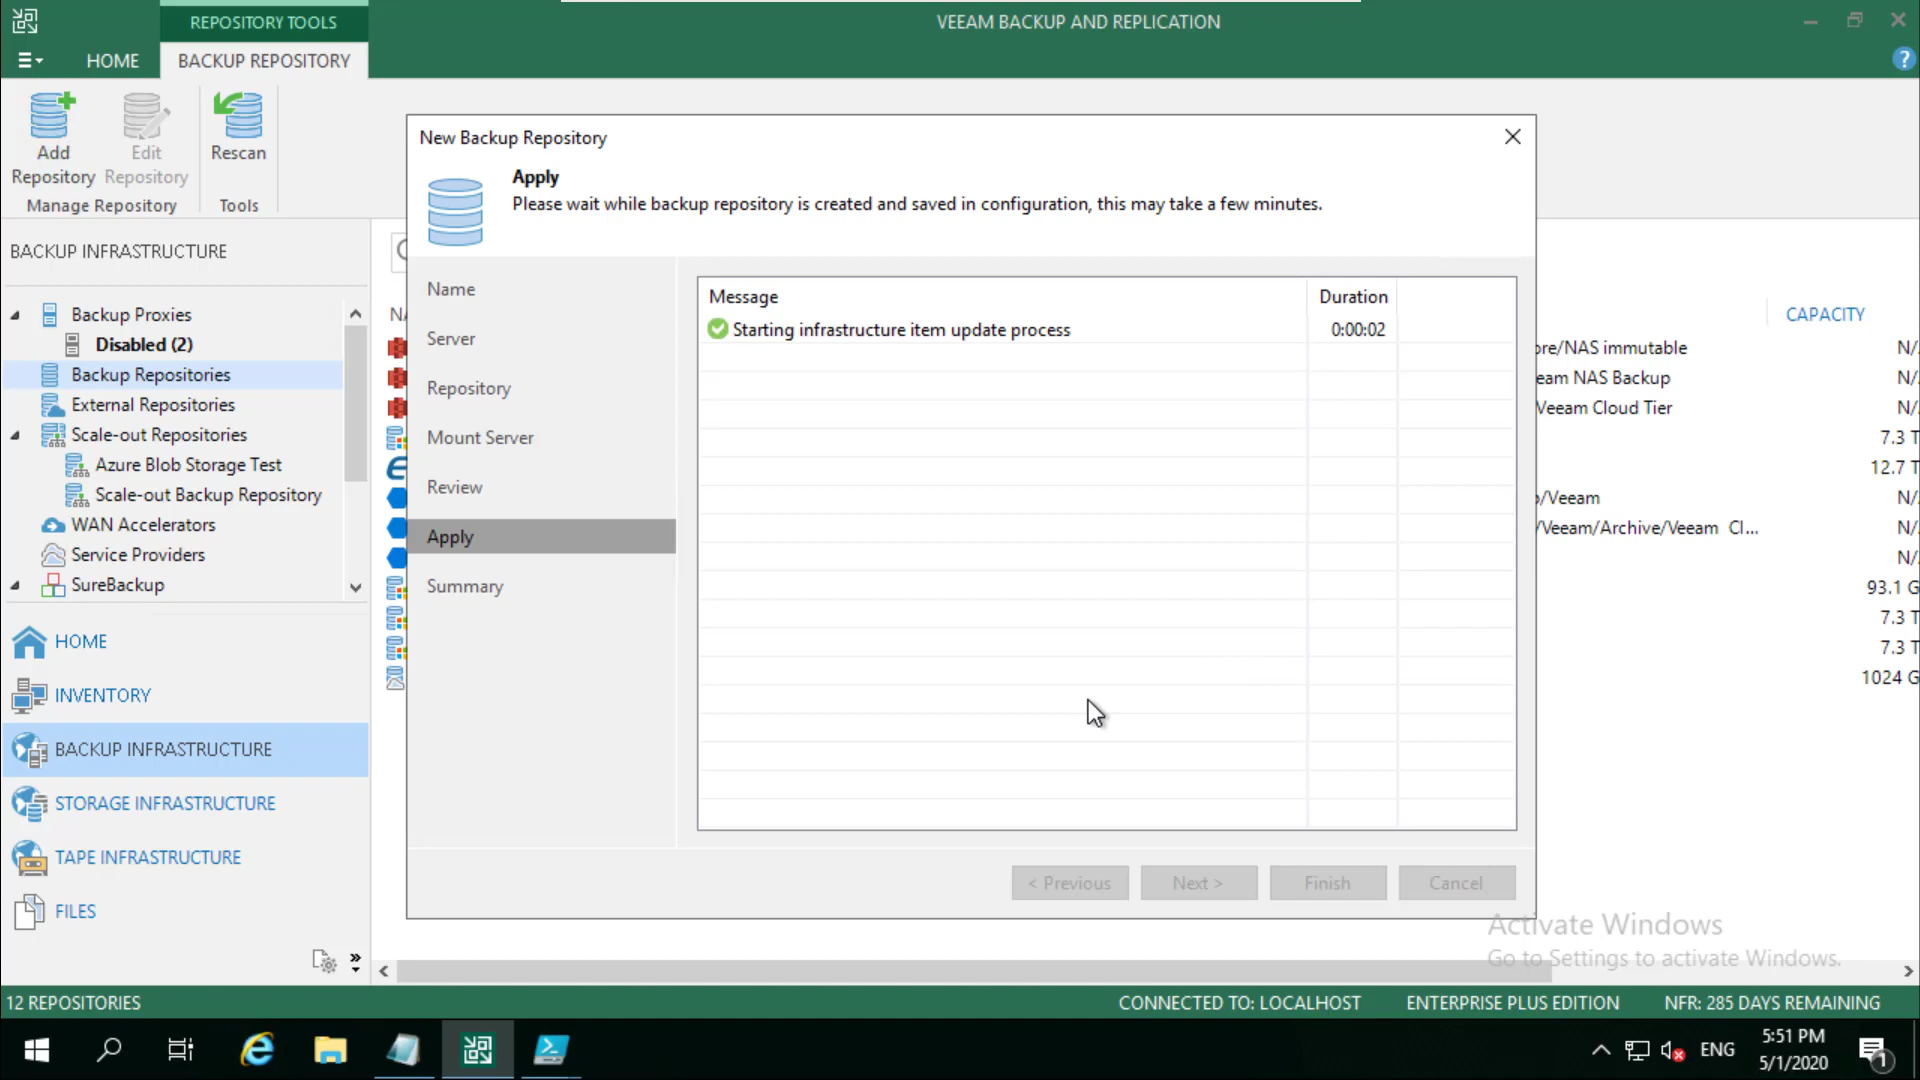 REPOSITORY TOOLS
VEEAM BACKUP AND REPLICATION
HOME
BACKUP REPOSITORY
?
Add
Repository
Edit
Repository
Rescan
Manage Repository
Tools
BACKUP INFRASTRUCTURE
Backup Proxies
Disabled (2)
Backup Repositories
External Repositories
Scale-out Repositories
Azure Blob Storage Test
Scale-out Backup Repository
WAN Accelerators
Service Providers
SureBackup
HOME
INVENTORY
BACKUP INFRASTRUCTURE
STORAGE INFRASTRUCTURE
TAPE INFRASTRUCTURE
FILES
New Backup Repository
Apply
Please wait while backup repository is created and saved in configuration, this may take a few minutes.
Name
Server
Repository
Mount Server
Review
Apply
Summary
Message
Duration
Starting infrastructure item update process
0:00:02
< Previous
Next >
Finish
Cancel
CAPACITY
ore/NAS immutable
N/
eam NAS Backup
N/
Veeam Cloud Tier
N/
7.3 T
12.7 T
/Veeam
N/
/Veeam/Archive/Veeam Cl...
N/
N/
93.1 G
7.3 T
7.3 T
1024 G
Activate Windows
Go to Settings to activate Windows.
12 REPOSITORIES
CONNECTED TO: LOCALHOST
ENTERPRISE PLUS EDITION
NFR: 285 DAYS REMAINING
ENG
5:51 PM
5/1/2020
1